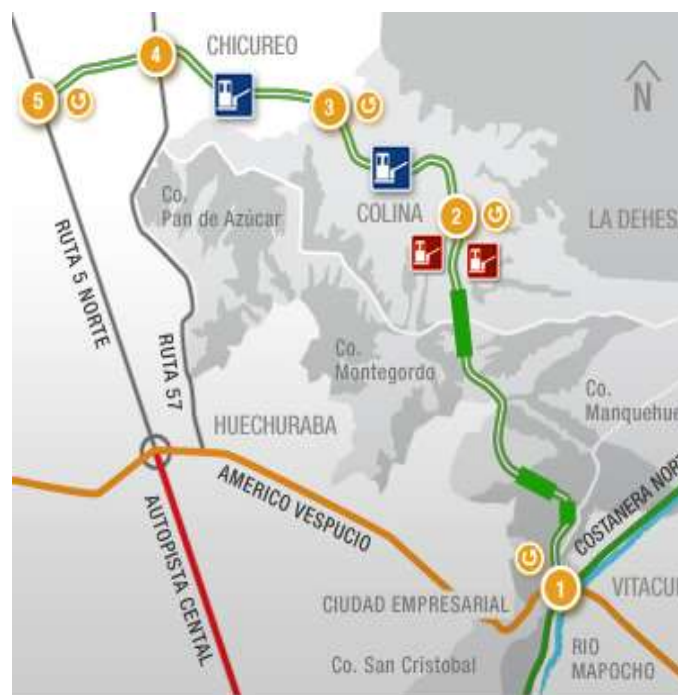 CHICUREO
4
5
3
N
COLINA
2
Co.
Pan de Azúcar
LA DEHES
RUTA 5 NORTE
RUTA 57
Co.
Montegordo
Co.
Manquehue
HUECHURABA
AMERICO VESPUCIO
AUTOPISTA CENTAL
COSTANERA NORT
1
CIUDAD EMPRESARIAL
VITACU
RIO
MAPOCHO
Co. San Cristobal